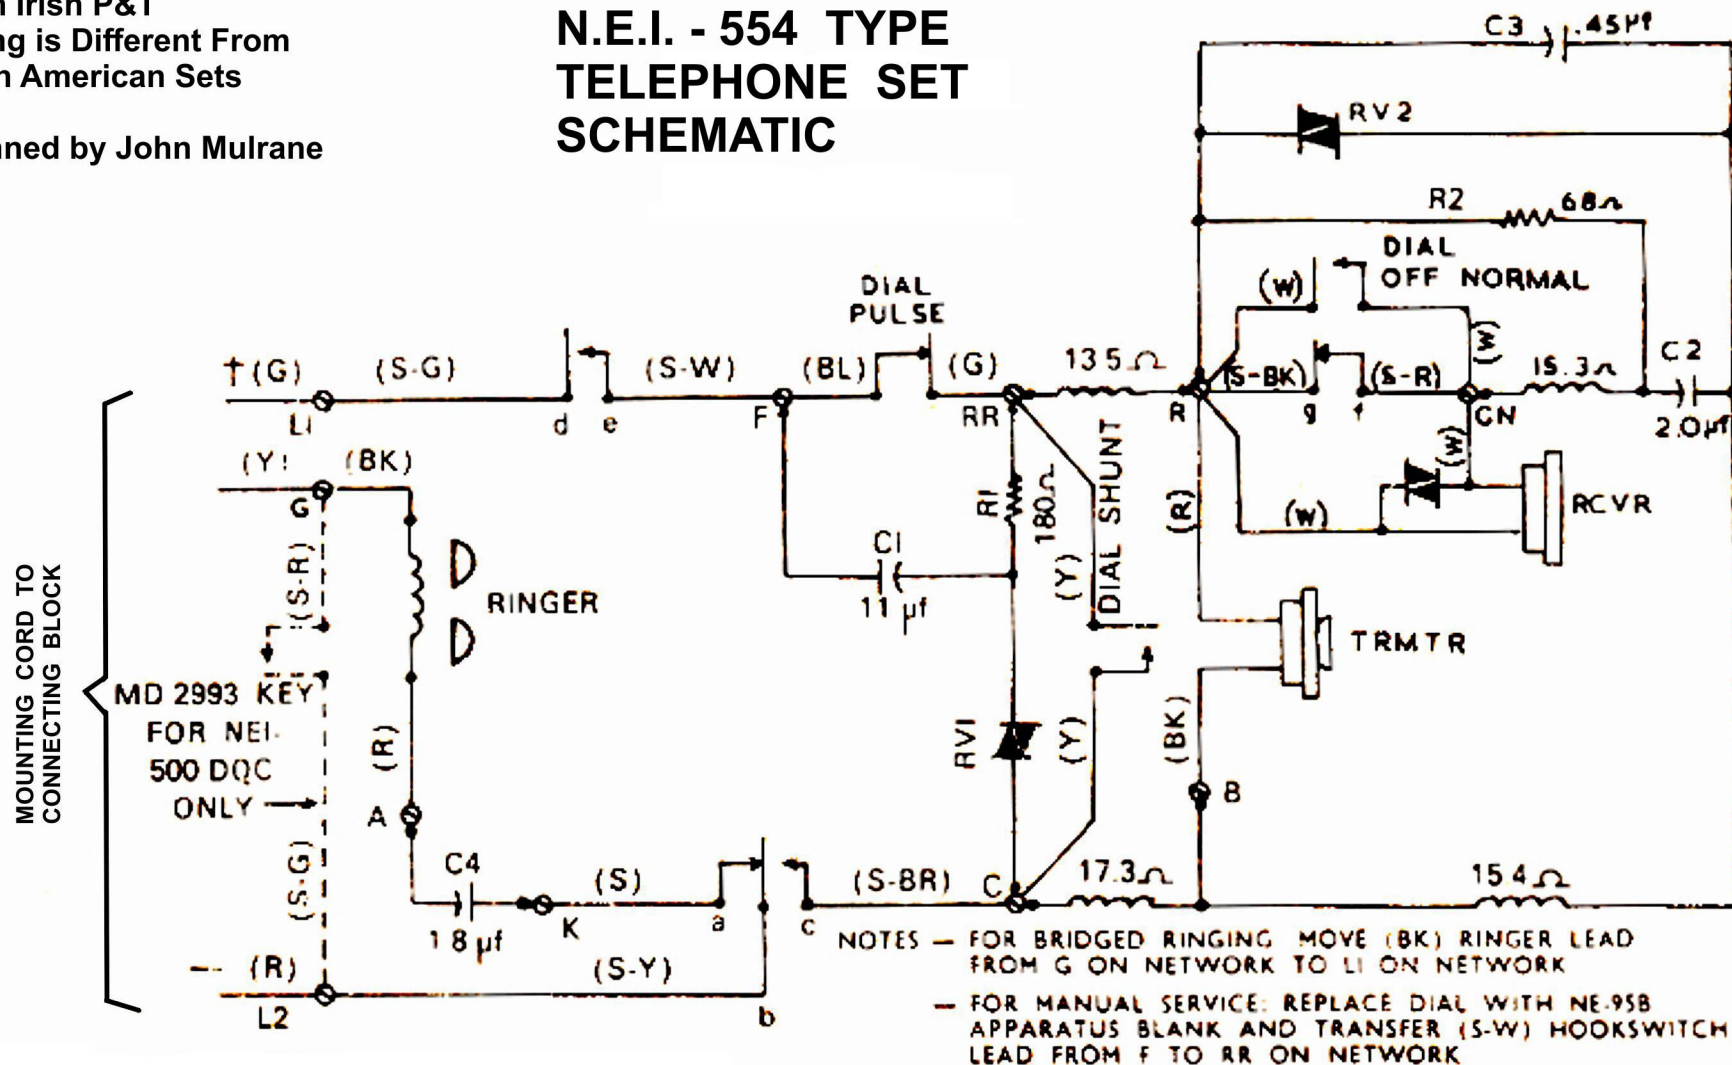 Irish P&T
is Different From
American Sets
by John Mulrane
N.E.I. - 554 TYPE
TELEPHONE SET
SCHEMATIC
C3 .45µf
RV2
R2 68Ω
DIAL
OFF NORMAL
(W)
(W)
DIAL
PULSE
†(G)
(S-G)
(S-W)
(BL)
(G)
13 5 Ω
(S-BK)
(S-R)
15.3Ω
C2
2.0µf
L1
d
e
F
RR
R
g
f
CN
(W)
RCVR
(W)
(Y)
(BK)
G
(S-R)
RINGER
R1
180Ω
C1
11 µf
(Y)
DIAL SHUNT
(R)
TRMTR
MOUNTING CORD TO
CONNECTING BLOCK
MD 2993 KEY
FOR NEI-
500 DQC
ONLY
(R)
RV1
(Y)
(BK)
B
A
(S-G)
C4
1 8 µf
K
(S)
a
c
(S-BR)
C
17.3Ω
15 4 Ω
-- (R)
L2
(S-Y)
b
NOTES — FOR BRIDGED RINGING MOVE (BK) RINGER LEAD
FROM G ON NETWORK TO L1 ON NETWORK
— FOR MANUAL SERVICE: REPLACE DIAL WITH NE-95B
APPARATUS BLANK AND TRANSFER (S-W) HOOKSWITCH
LEAD FROM F TO RR ON NETWORK